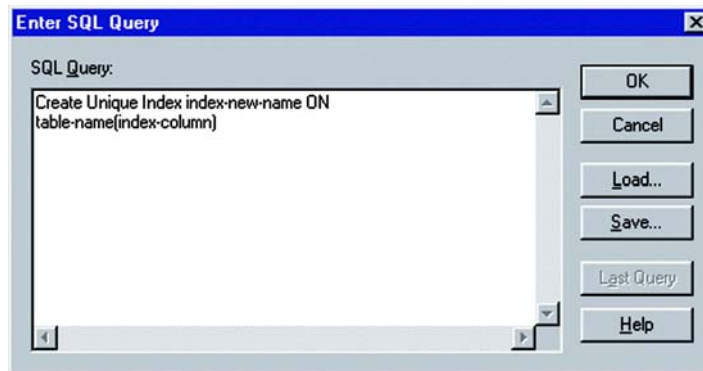 Enter SQL Query
SQL Query:
Create Unique Index index-new-name ON
table-name(index-column)
OK
Cancel
Load...
Save...
Last Query
Help